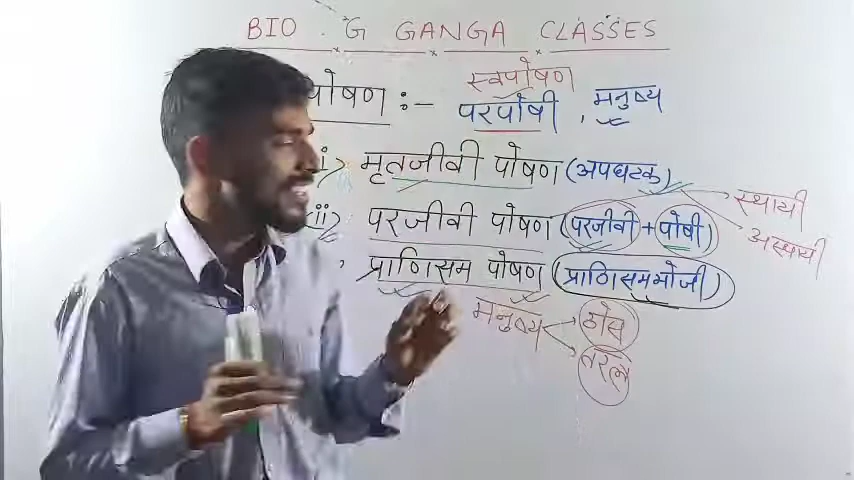 BIO . G GANGA CLASSES
स्वपोषण
पोषण :- परपोषी , मनुष्य
i) मृतजीवी पोषण (अपघटक)
स्थायी
ii) परजीवी पोषण (परजीवी + पोषी)
अस्थायी
प्राणिसम पोषण (प्राणिसमभोजी)
मनुष्य ठोस
तरल